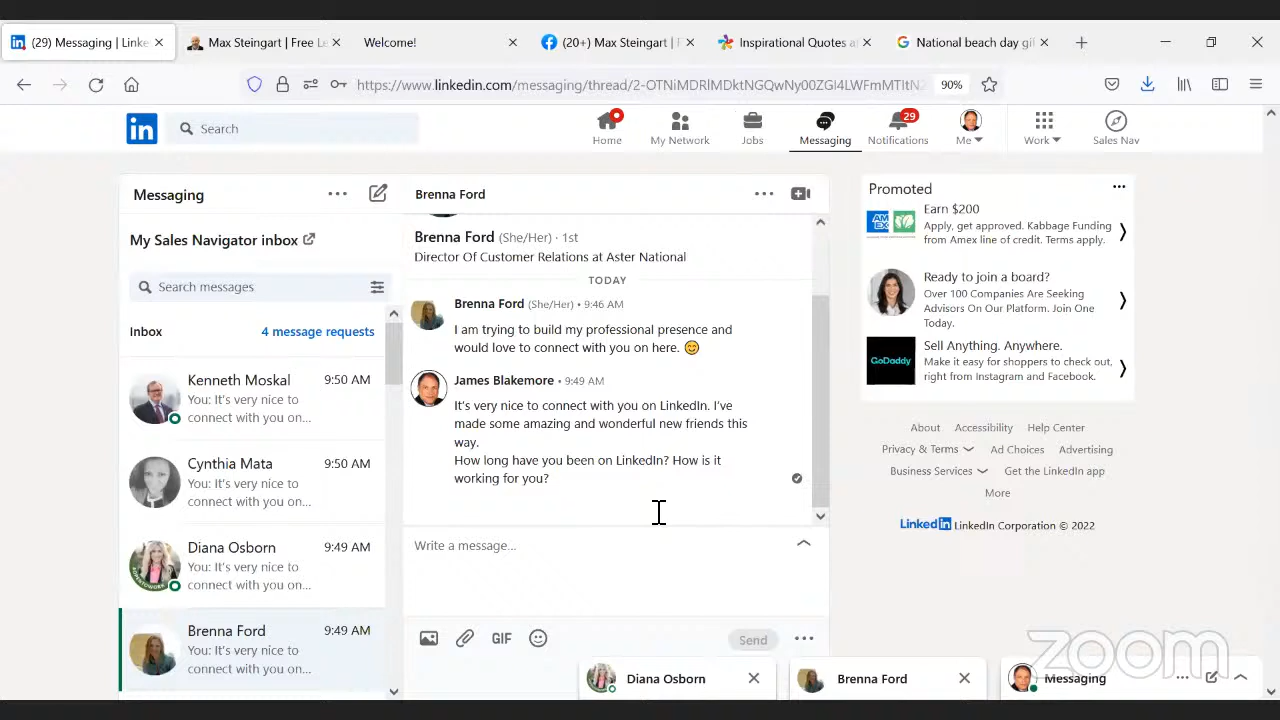 (29) Messaging | Linke
Max Steingart | Free Le
Welcome!
(20+) Max Steingart | F
Inspirational Quotes a
National beach day gif
https://www.linkedin.com/messaging/thread/2-
90%
in
Search
Home
My Network
Jobs
Messaging
29
Notifications
Me
Work
Sales Nav
Messaging
My Sales Navigator inbox
Search messages
Inbox
4 message requests
Kenneth Moskal
9:50 AM
You: It's very nice to
connect with you on...
Cynthia Mata
9:50 AM
You: It's very nice to
connect with you on...
Diana Osborn
9:49 AM
You: It's very nice to
connect with you on...
Brenna Ford
9:49 AM
You: It's very nice to
connect with you on...
Brenna Ford
Brenna Ford (She/Her) · 1st
Director Of Customer Relations at Aster National
TODAY
Brenna Ford (She/Her) • 9:46 AM
I am trying to build my professional presence and
would love to connect with you on here. 😊
James Blakemore • 9:49 AM
It's very nice to connect with you on LinkedIn. I've
made some amazing and wonderful new friends this
way.
How long have you been on LinkedIn? How is it
working for you?
Write a message...
GIF
Send
Promoted
Earn $200
Apply, get approved. Kabbage Funding
from Amex line of credit. Terms apply.
AM
EX
Ready to join a board?
Over 100 Companies Are Seeking
Advisors On Our Platform. Join One
Today.
Sell Anything. Anywhere.
Make it easy for shoppers to check out,
right from Instagram and Facebook.
GoDaddy
About Accessibility Help Center
Privacy & Terms Ad Choices Advertising
Business Services Get the LinkedIn app
More
LinkedIn LinkedIn Corporation © 2022
zoom
Diana Osborn
Brenna Ford
Messaging